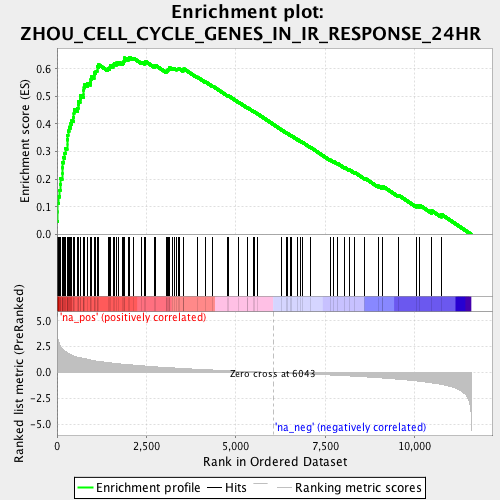 Enrichment plot:
ZHOU_CELL_CYCLE_GENES_IN_IR_RESPONSE_24HR
Enrichment score (ES)
0.6
0.5
0.4
0.3
0.2
0.1
0.0
'na_pos' (positively correlated)
Ranked list metric (PreRanked)
5.0
2.5
0.0
-2.5
-5.0
Zero cross at 6043
'na_neg' (negatively correlated)
0
2,500
5,000
7,500
10,000
Rank in Ordered Dataset
Enrichment profile
Hits
Ranking metric scores